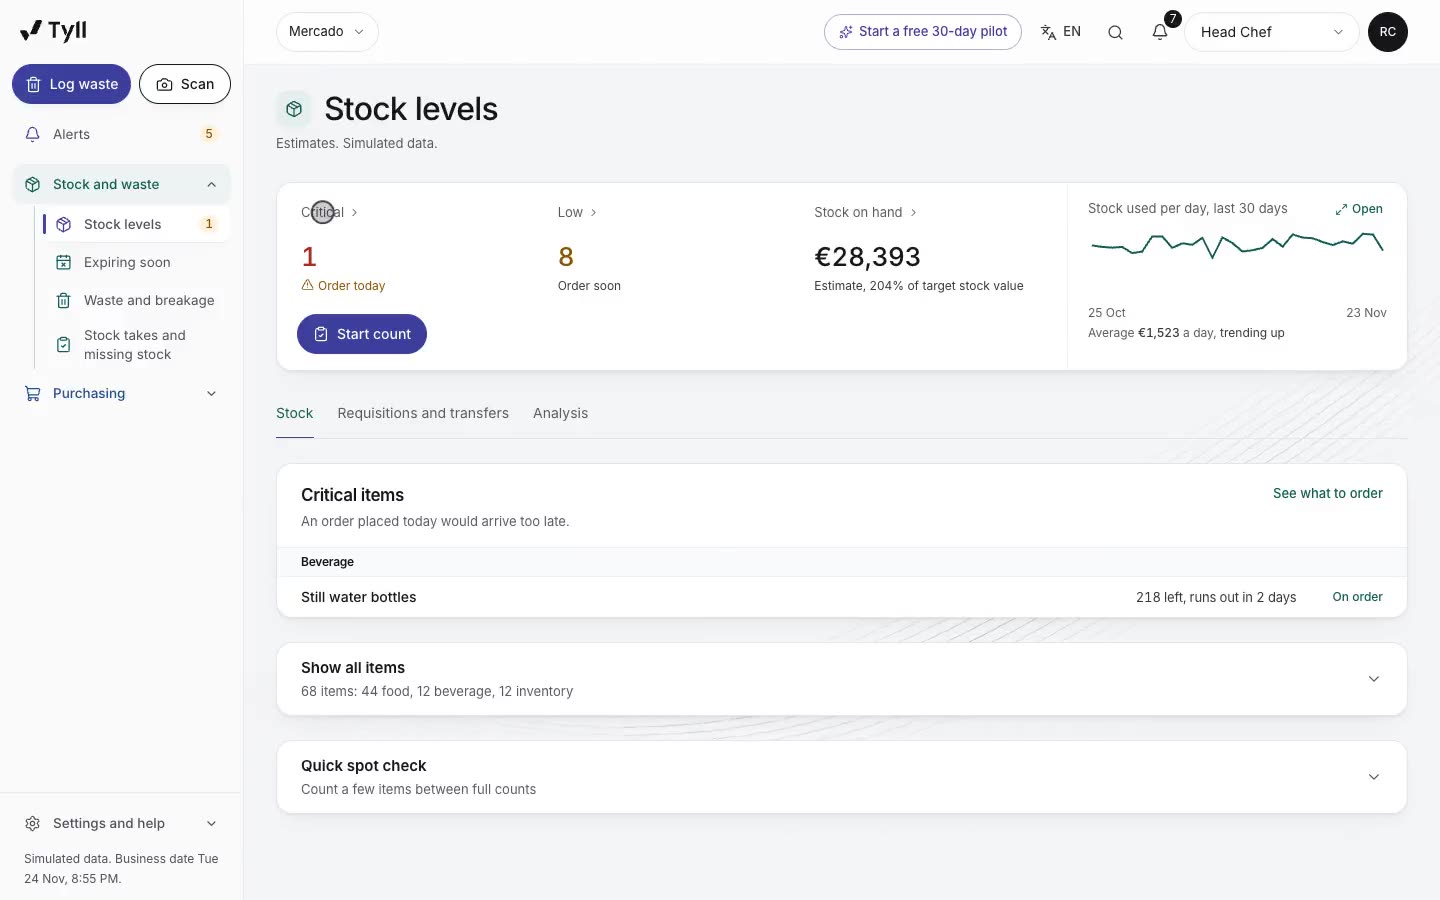 Tyll
Log waste
Scan
Alerts
5
Stock and waste
Stock levels
1
Expiring soon
Waste and breakage
Stock takes and
missing stock
Purchasing
Settings and help
Simulated data. Business date Tue
24 Nov, 8:55 PM.
Mercado
Start a free 30-day pilot
EN
7
Head Chef
RC
Stock levels
Estimates. Simulated data.
Critical
1
Order today
Start count
Low
8
Order soon
Stock on hand
€28,393
Estimate, 204% of target stock value
Stock used per day, last 30 days
Open
25 Oct
23 Nov
Average €1,523 a day, trending up
Stock
Requisitions and transfers
Analysis
Critical items
See what to order
An order placed today would arrive too late.
Beverage
Still water bottles
218 left, runs out in 2 days
On order
Show all items
68 items: 44 food, 12 beverage, 12 inventory
Quick spot check
Count a few items between full counts